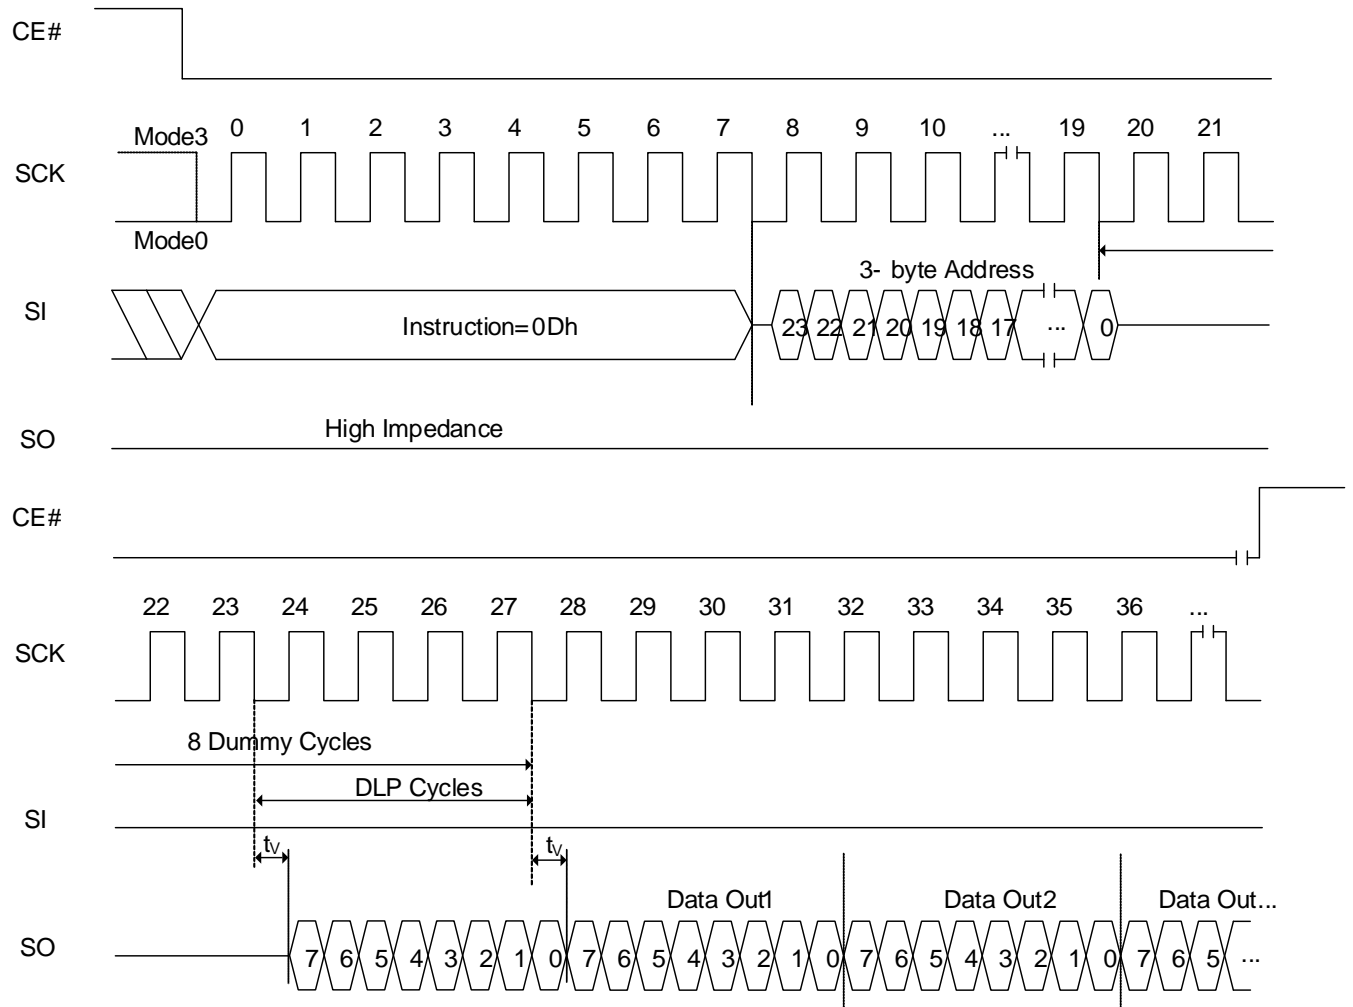 CE#
0 1 2 3 4 5 6 7 8 9 10 ... 19 20 21
Mode3
SCK
Mode0
3- byte Address
SI
Instruction=0Dh
23 22 21 20 19 18 17 ... 0
High Impedance
SO
CE#
22 23 24 25 26 27 28 29 30 31 32 33 34 35 36 ...
SCK
8 Dummy Cycles
DLP Cycles
SI
tV tV
Data Out1 Data Out2 Data Out...
SO
7 6 5 4 3 2 1 0 7 6 5 4 3 2 1 0 7 6 5 4 3 2 1 0 7 6 5 ...